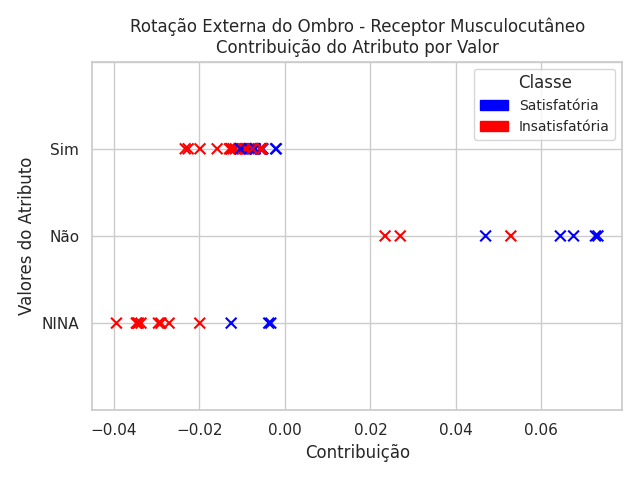 Rotação Externa do Ombro - Receptor Musculocutâneo
Contribuição do Atributo por Valor
Classe
Satisfatória
Insatisfatória
Valores do Atributo
Sim
Não
NINA
−0.04 −0.02 0.00 0.02 0.04 0.06
Contribuição